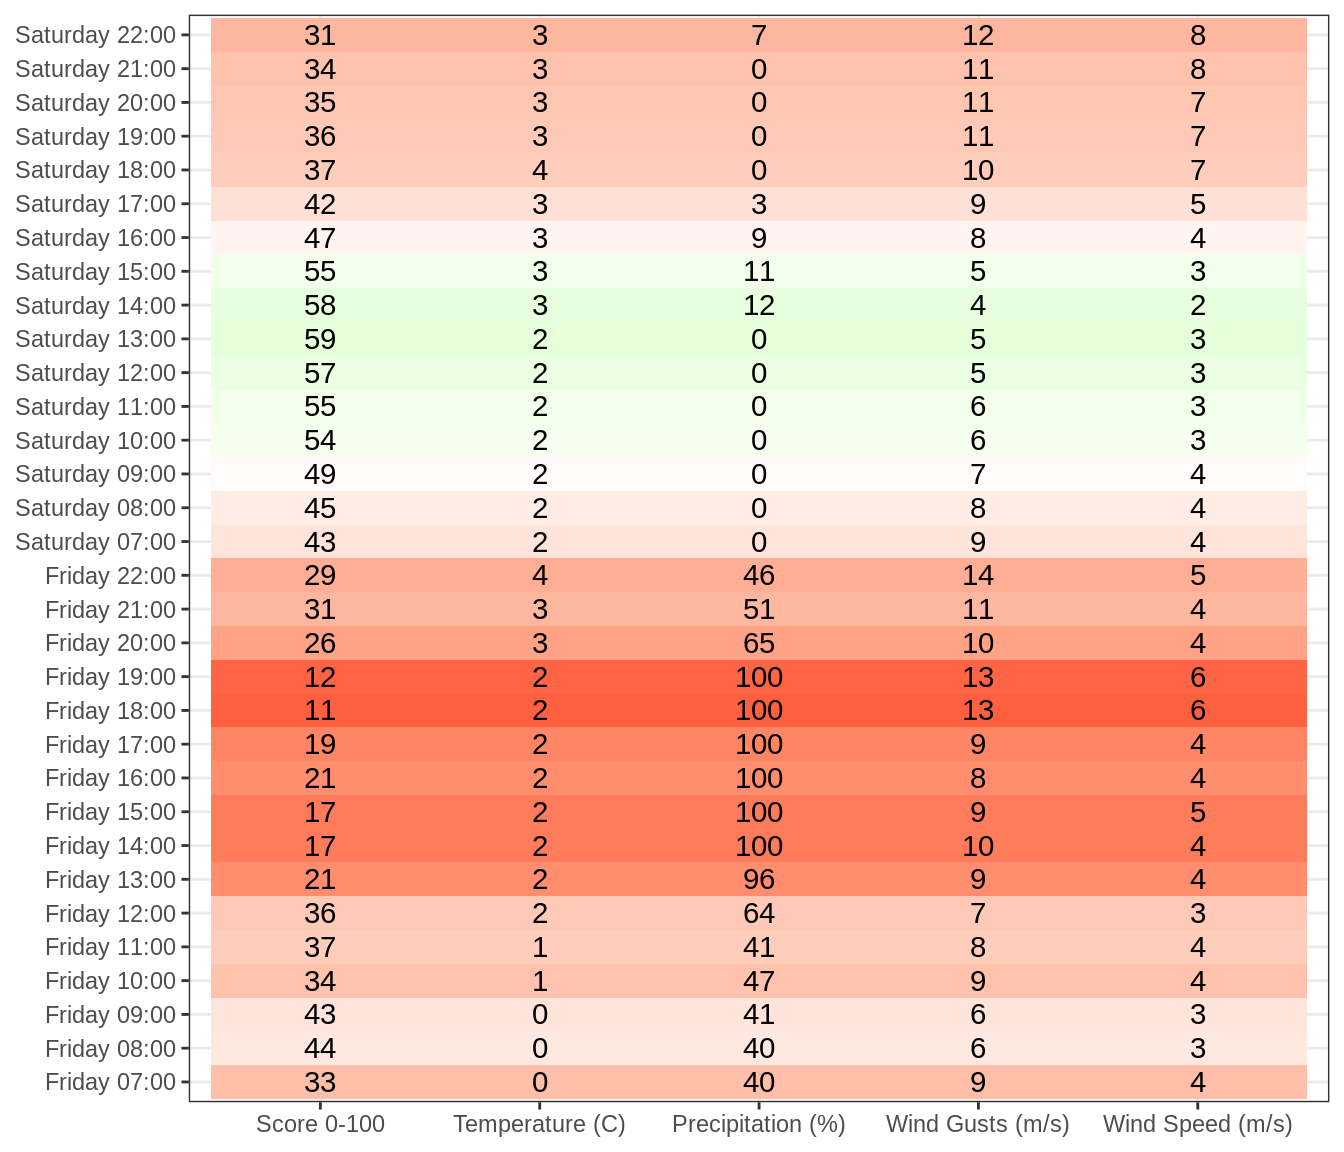 Saturday 22:00 31 3 7 12 8
Saturday 21:00 34 3 0 11 8
Saturday 20:00 35 3 0 11 7
Saturday 19:00 36 3 0 11 7
Saturday 18:00 37 4 0 10 7
Saturday 17:00 42 3 3 9 5
Saturday 16:00 47 3 9 8 4
Saturday 15:00 55 3 11 5 3
Saturday 14:00 58 3 12 4 2
Saturday 13:00 59 2 0 5 3
Saturday 12:00 57 2 0 5 3
Saturday 11:00 55 2 0 6 3
Saturday 10:00 54 2 0 6 3
Saturday 09:00 49 2 0 7 4
Saturday 08:00 45 2 0 8 4
Saturday 07:00 43 2 0 9 4
Friday 22:00 29 4 46 14 5
Friday 21:00 31 3 51 11 4
Friday 20:00 26 3 65 10 4
Friday 19:00 12 2 100 13 6
Friday 18:00 11 2 100 13 6
Friday 17:00 19 2 100 9 4
Friday 16:00 21 2 100 8 4
Friday 15:00 17 2 100 9 5
Friday 14:00 17 2 100 10 4
Friday 13:00 21 2 96 9 4
Friday 12:00 36 2 64 7 3
Friday 11:00 37 1 41 8 4
Friday 10:00 34 1 47 9 4
Friday 09:00 43 0 41 6 3
Friday 08:00 44 0 40 6 3
Friday 07:00 33 0 40 9 4
Score 0-100 Temperature (C) Precipitation (%) Wind Gusts (m/s) Wind Speed (m/s)